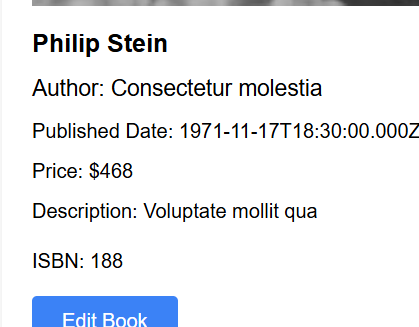 Philip Stein
Author: Consectetur molestia
Published Date: 1971-11-17T18:30:00.000Z
Price: $468
Description: Voluptate mollit qua
ISBN: 188
Edit Book